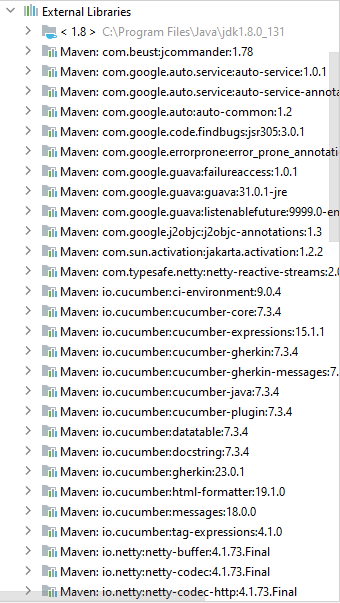 External Libraries
< 1.8 > C:\Program Files\Java\jdk1.8.0_131
Maven: com.beust:jcommander:1.78
Maven: com.google.auto.service:auto-service:1.0.1
Maven: com.google.auto.service:auto-service-annota
Maven: com.google.auto:auto-common:1.2
Maven: com.google.code.findbugs:jsr305:3.0.1
Maven: com.google.errorprone:error_prone_annotati
Maven: com.google.guava:failureaccess:1.0.1
Maven: com.google.guava:guava:31.0.1-jre
Maven: com.google.guava:listenablefuture:9999.0-en
Maven: com.google.j2objc:j2objc-annotations:1.3
Maven: com.sun.activation:jakarta.activation:1.2.2
Maven: com.typesafe.netty:netty-reactive-streams:2.0
Maven: io.cucumber:ci-environment:9.0.4
Maven: io.cucumber:cucumber-core:7.3.4
Maven: io.cucumber:cucumber-expressions:15.1.1
Maven: io.cucumber:cucumber-gherkin:7.3.4
Maven: io.cucumber:cucumber-gherkin-messages:7.
Maven: io.cucumber:cucumber-java:7.3.4
Maven: io.cucumber:cucumber-plugin:7.3.4
Maven: io.cucumber:datatable:7.3.4
Maven: io.cucumber:docstring:7.3.4
Maven: io.cucumber:gherkin:23.0.1
Maven: io.cucumber:html-formatter:19.1.0
Maven: io.cucumber:messages:18.0.0
Maven: io.cucumber:tag-expressions:4.1.0
Maven: io.netty:netty-buffer:4.1.73.Final
Maven: io.netty:netty-codec:4.1.73.Final
Maven: io.netty:netty-codec-http:4.1.73.Final